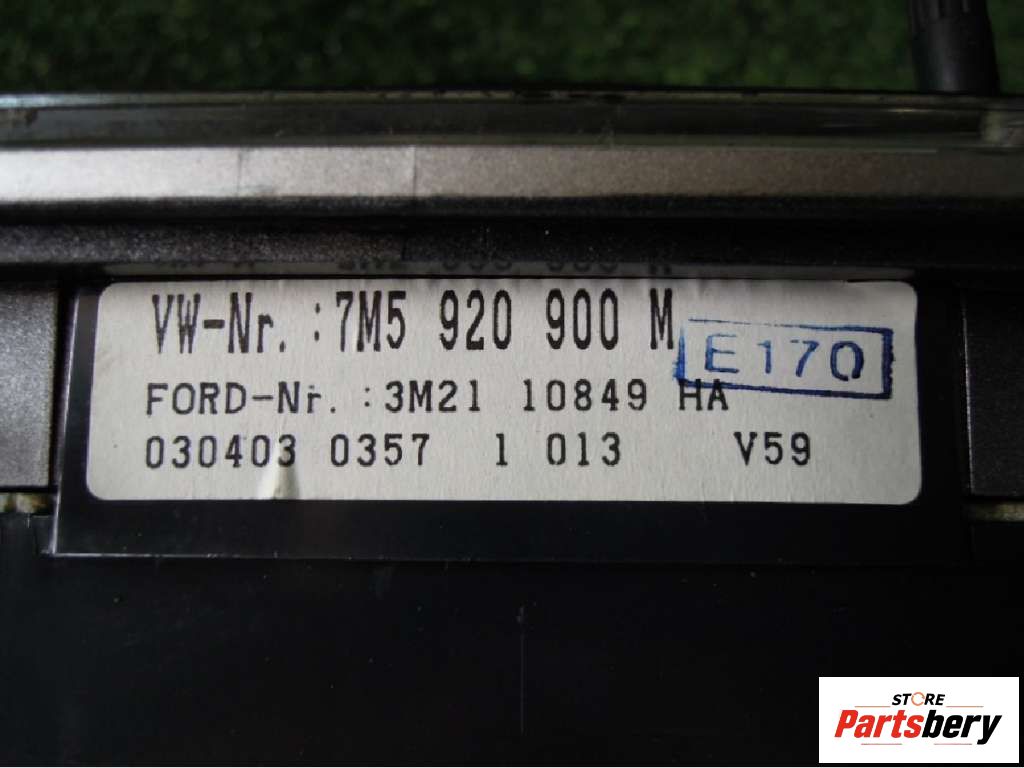 VW-Nr. :7M5 920 900 M
E170
FORD-Nr. :3M21 10849 HA
030403 0357 1 013 V59
STORE
Partsbery